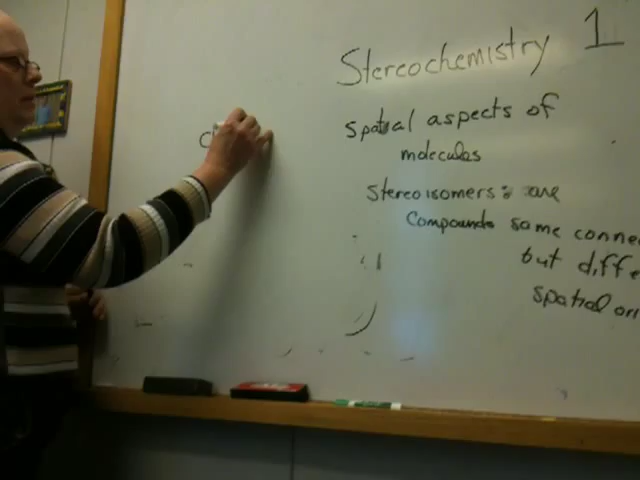 Stereochemistry 1
spatial aspects of
molecules
stereoisomers: are
compounds same conne
but diffe
spatial ori
C